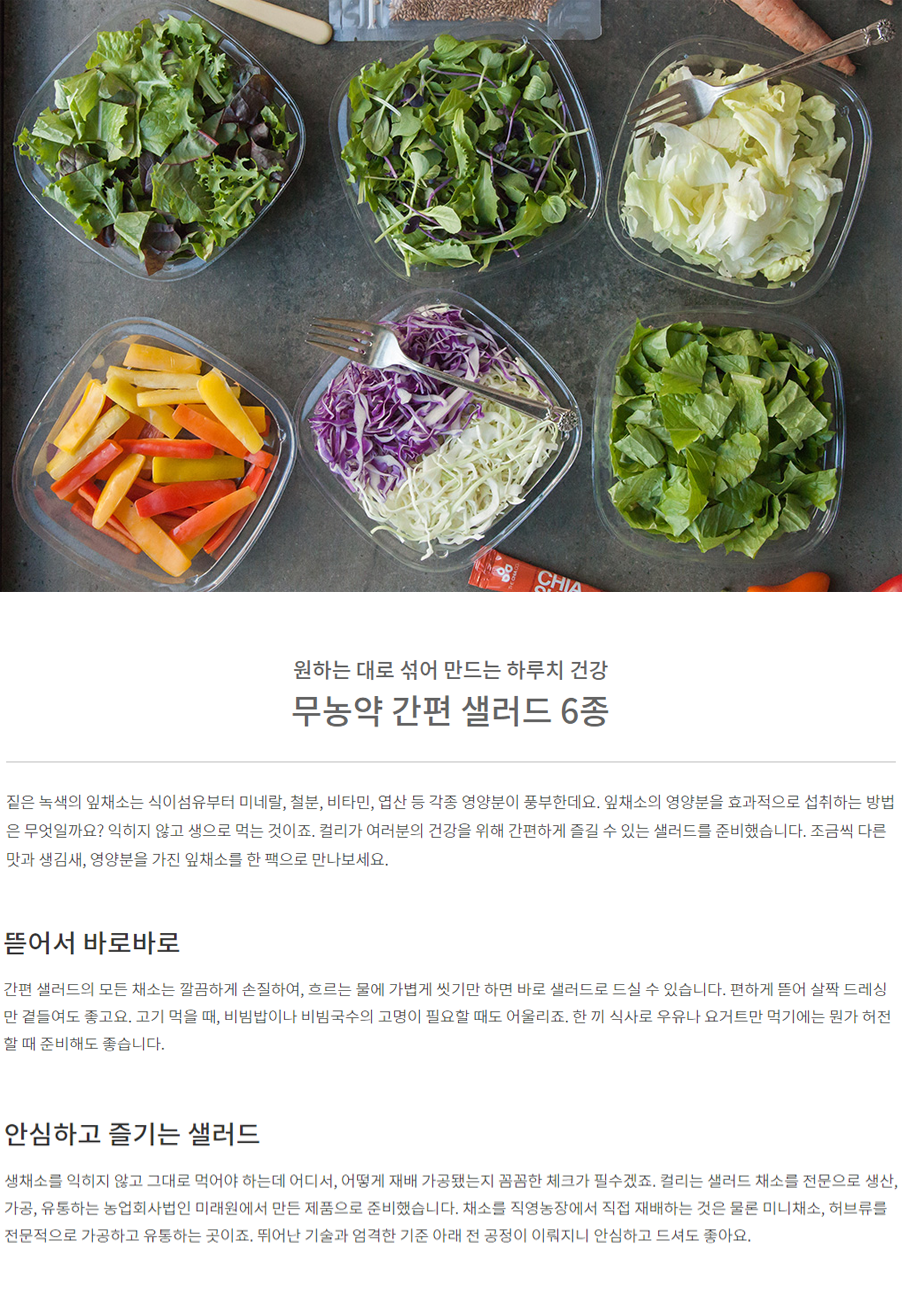 CHIA
원하는 대로 섞어 만드는 하루치 건강
무농약 간편 샐러드 6종
짙은 녹색의 잎채소는 식이섬유부터 미네랄, 철분, 비타민, 엽산 등 각종 영양분이 풍부한데요. 잎채소의 영양분을 효과적으로 섭취하는 방법
은 무엇일까요? 익히지 않고 생으로 먹는 것이죠. 컬리가 여러분의 건강을 위해 간편하게 즐길 수 있는 샐러드를 준비했습니다. 조금씩 다른
맛과 생김새, 영양분을 가진 잎채소를 한 팩으로 만나보세요.
뜯어서 바로바로
간편 샐러드의 모든 채소는 깔끔하게 손질하여, 흐르는 물에 가볍게 씻기만 하면 바로 샐러드로 드실 수 있습니다. 편하게 뜯어 살짝 드레싱
만 곁들여도 좋고요. 고기 먹을 때, 비빔밥이나 비빔국수의 고명이 필요할 때도 어울리죠. 한 끼 식사로 우유나 요거트만 먹기에는 뭔가 허전
할 때 준비해도 좋습니다.
안심하고 즐기는 샐러드
생채소를 익히지 않고 그대로 먹어야 하는데 어디서, 어떻게 재배 가공됐는지 꼼꼼한 체크가 필수겠죠. 컬리는 샐러드 채소를 전문으로 생산,
가공, 유통하는 농업회사법인 미래원에서 만든 제품으로 준비했습니다. 채소를 직영농장에서 직접 재배하는 것은 물론 미니채소, 허브류를
전문적으로 가공하고 유통하는 곳이죠. 뛰어난 기술과 엄격한 기준 아래 전 공정이 이뤄지니 안심하고 드셔도 좋아요.